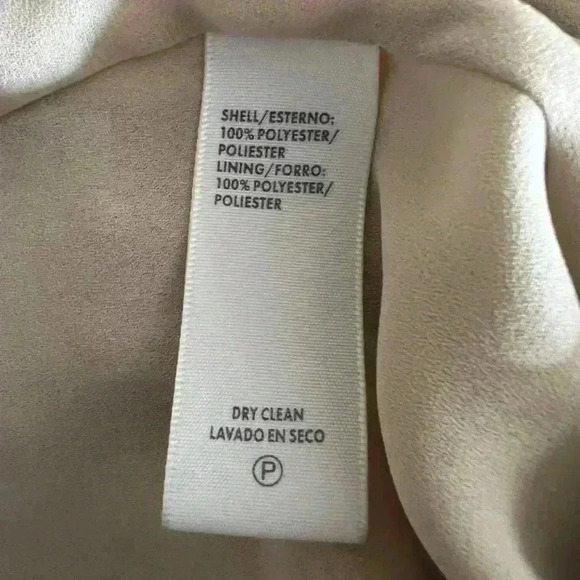 SHELL/ESTERNO:
100% POLYESTER/
POLIESTER
LINING/FORRO:
100% POLYESTER/
POLIESTER
DRY CLEAN
LAVADO EN SECO
P